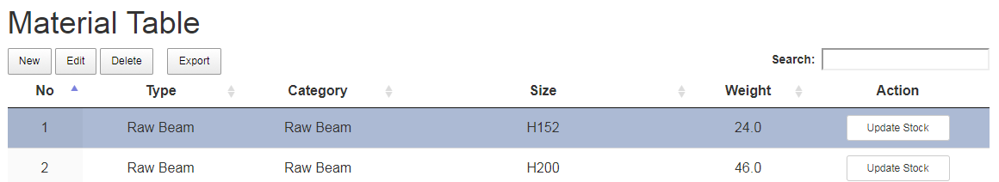 Material Table
New Edit Delete Export Search:
No Type Category Size Weight Action
1 Raw Beam Raw Beam H152 24.0 Update Stock
2 Raw Beam Raw Beam H200 46.0 Update Stock